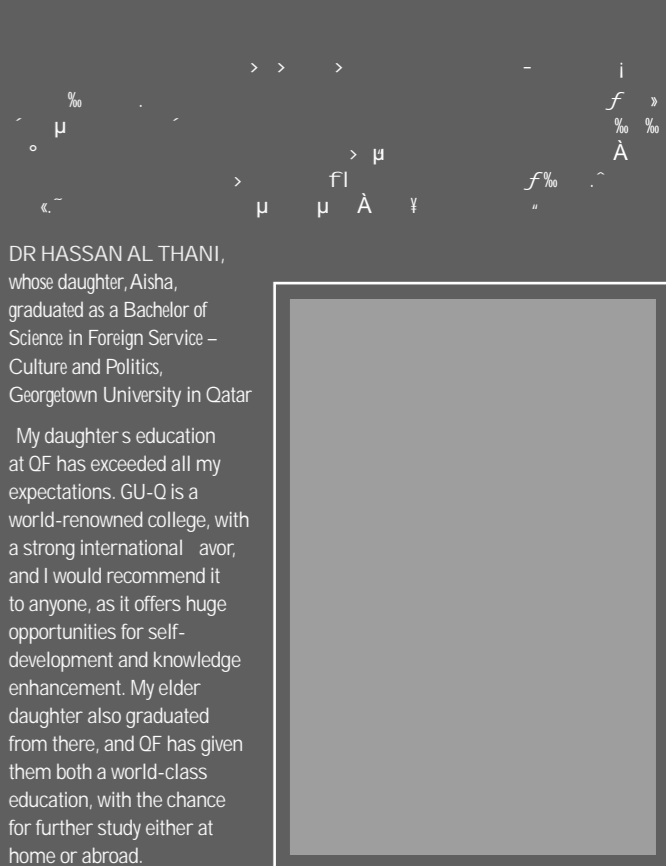 DR HASSAN AL THANI,
whose daughter, Aisha,
graduated as a Bachelor of
Science in Foreign Service –
Culture and Politics,
Georgetown University in Qatar
My daughter s education
at QF has exceeded all my
expectations. GU-Q is a
world-renowned college, with
a strong international avor,
and I would recommend it
to anyone, as it offers huge
opportunities for self-
development and knowledge
enhancement. My elder
daughter also graduated
from there, and QF has given
them both a world-class
education, with the chance
for further study either at
home or abroad.